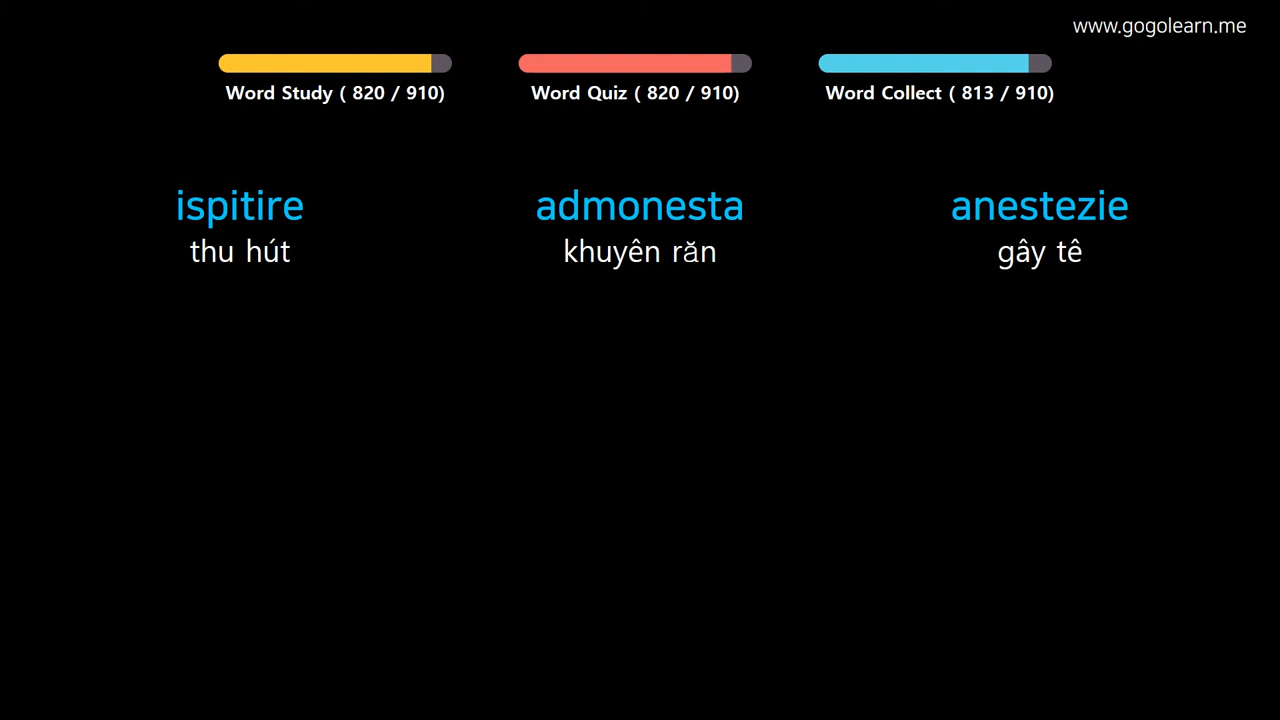 www.gogolearn.me
Word Study ( 820 / 910)
Word Quiz ( 820 / 910)
Word Collect ( 813 / 910)
ispitire
thu hút
admonesta
khuyên răn
anestezie
gây tê